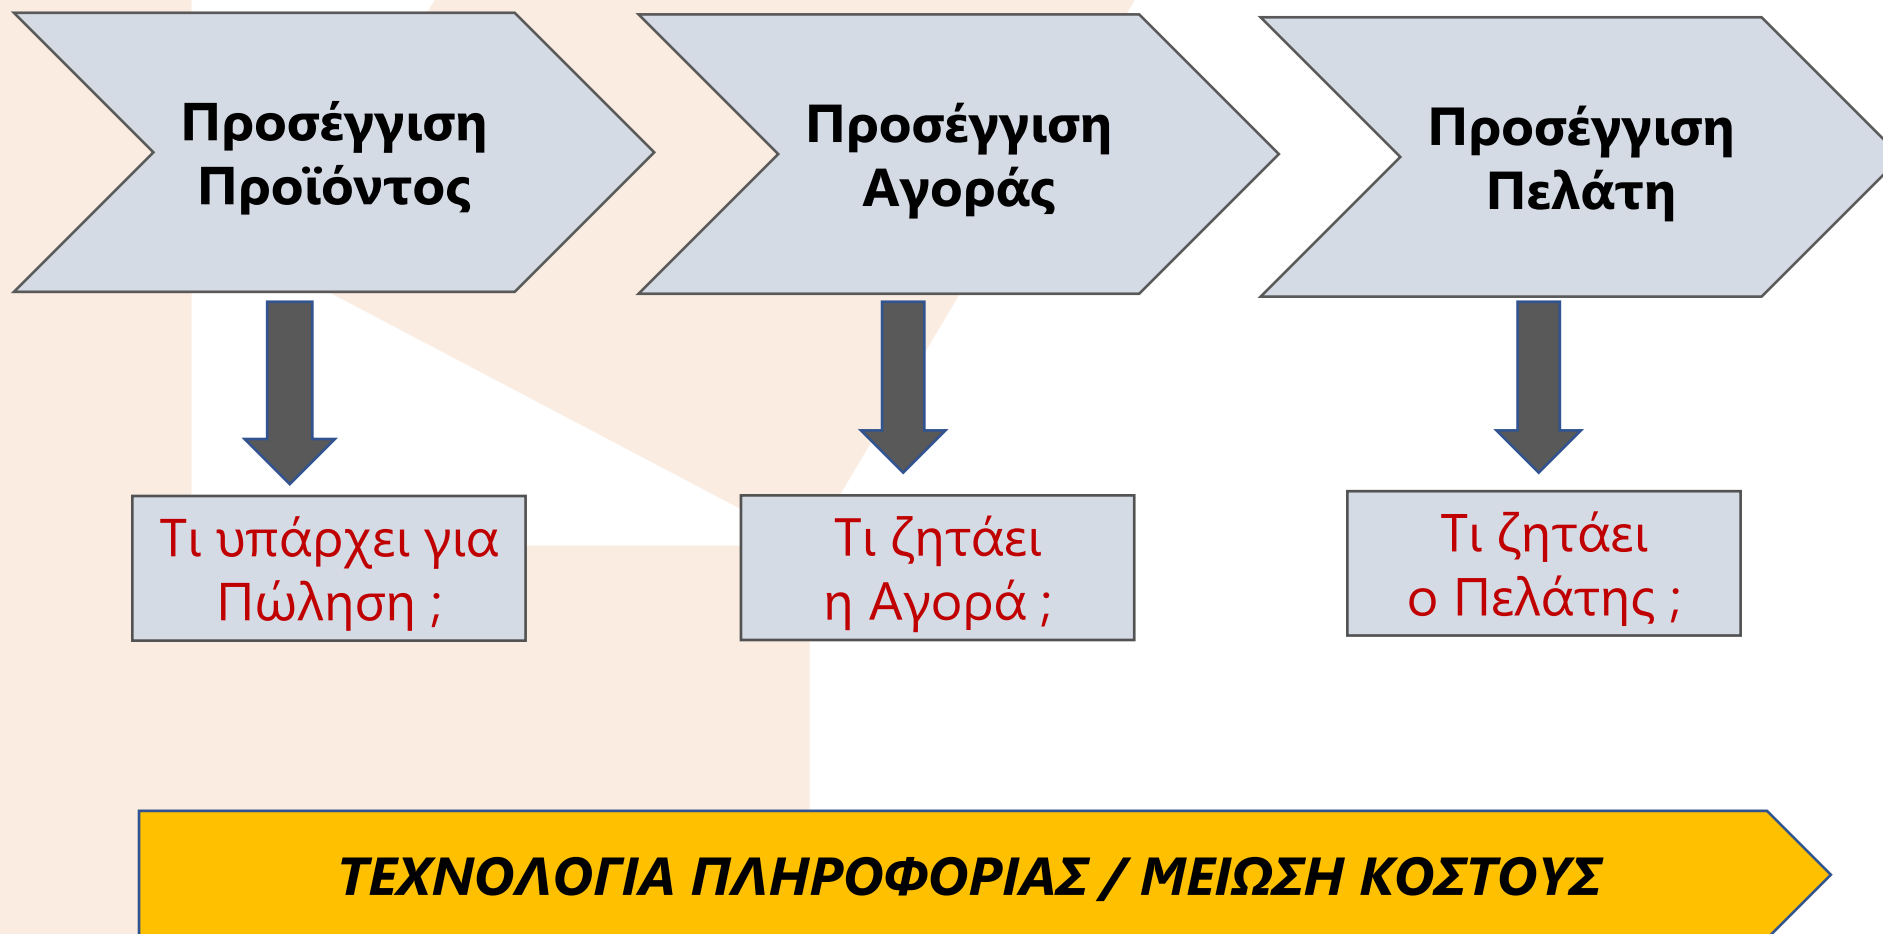 Προσέγγιση
Προϊόντος
Προσέγγιση
Αγοράς
Προσέγγιση
Πελάτη
Τι υπάρχει για
Πώληση ;
Τι ζητάει
η Αγορά ;
Τι ζητάει
ο Πελάτης ;
ΤΕΧΝΟΛΟΓΙΑ ΠΛΗΡΟΦΟΡΙΑΣ / ΜΕΙΩΣΗ ΚΟΣΤΟΥΣ